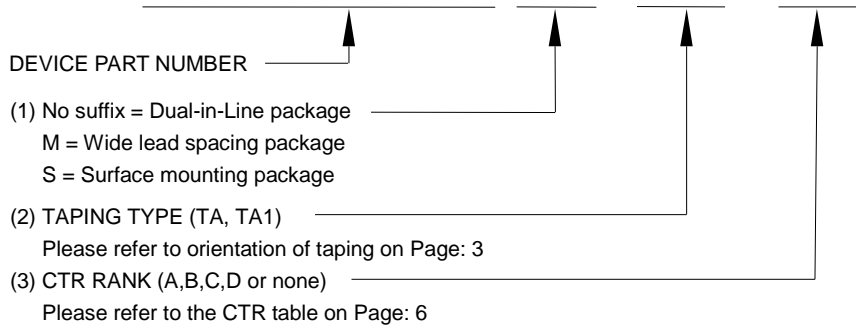 DEVICE PART NUMBER
(1) No suffix = Dual-in-Line package
M = Wide lead spacing package
S = Surface mounting package
(2) TAPING TYPE (TA, TA1)
Please refer to orientation of taping on Page: 3
(3) CTR RANK (A,B,C,D or none)
Please refer to the CTR table on Page: 6